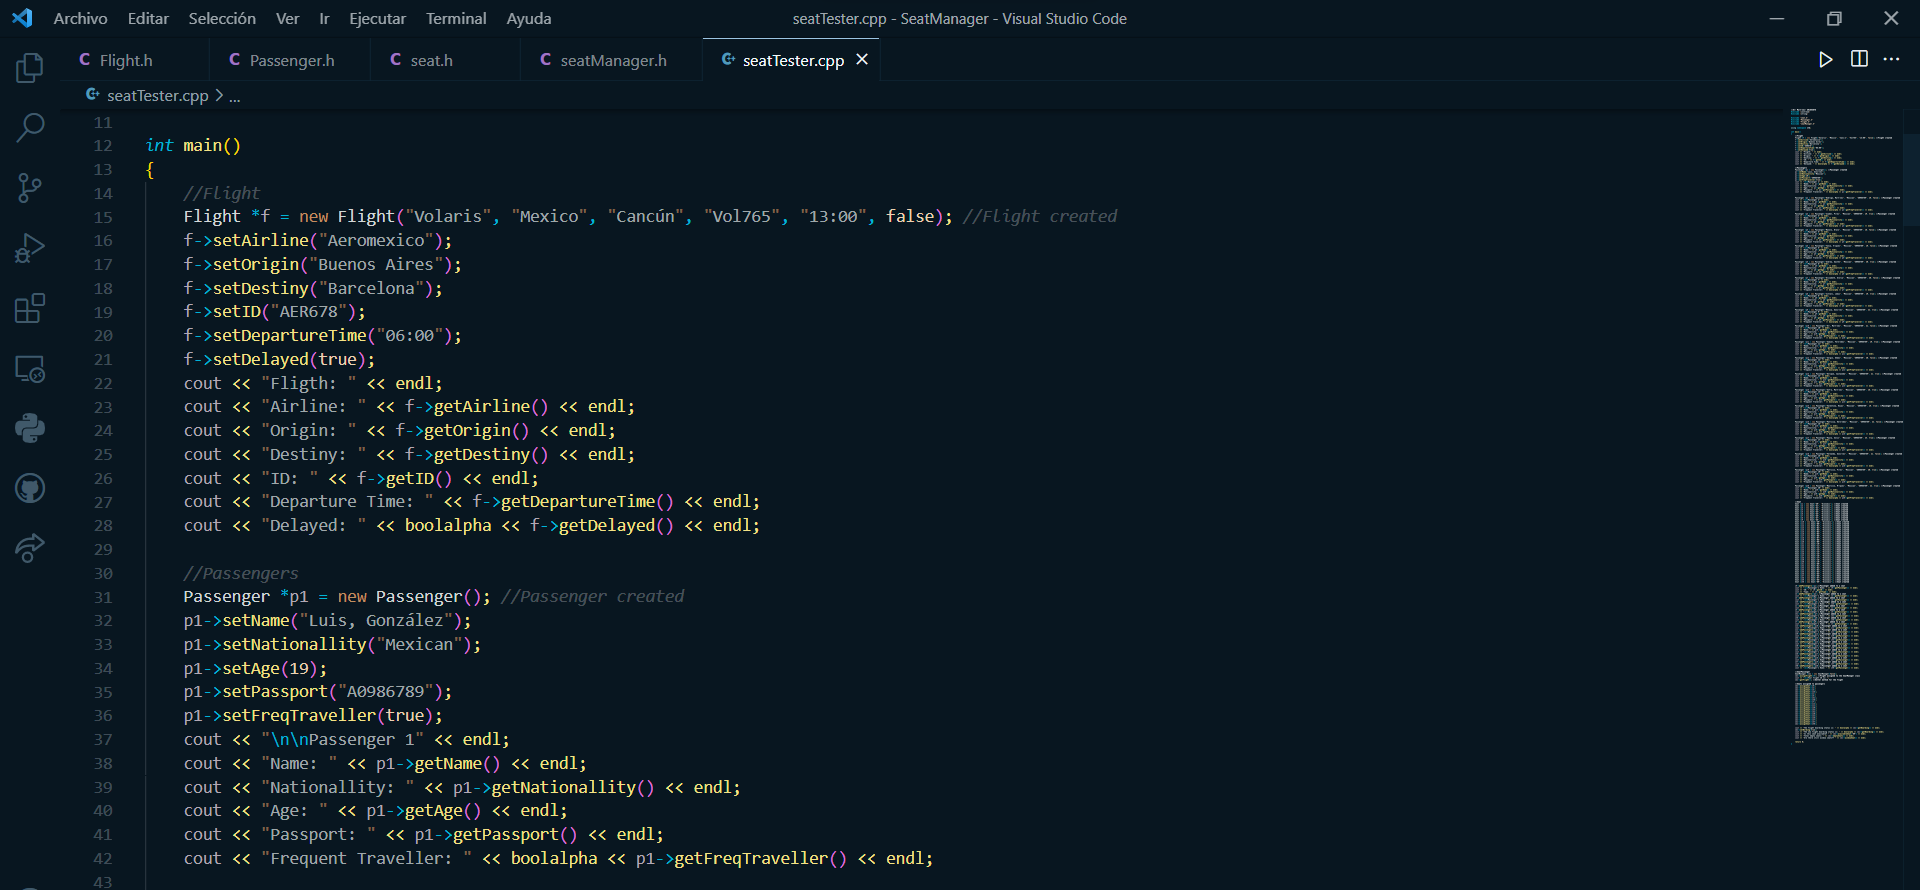 Archivo Editar Selección Ver Ir Ejecutar Terminal Ayuda seatTester.cpp - SeatManager - Visual Studio Code
C Flight.h C Passenger.h C seat.h C seatManager.h seatTester.cpp
seatTester.cpp > ...
11
12 int main()
13 {
14 //Flight
15 Flight *f = new Flight("Volaris", "Mexico", "Cancún", "Vol765", "13:00", false); //Flight created
16 f->setAirline("Aeromexico");
17 f->setOrigin("Buenos Aires");
18 f->setDestiny("Barcelona");
19 f->setID("AER678");
20 f->setDepartureTime("06:00");
21 f->setDelayed(true);
22 cout << "Fligth: " << endl;
23 cout << "Airline: " << f->getAirline() << endl;
24 cout << "Origin: " << f->getOrigin() << endl;
25 cout << "Destiny: " << f->getDestiny() << endl;
26 cout << "ID: " << f->getID() << endl;
27 cout << "Departure Time: " << f->getDepartureTime() << endl;
28 cout << "Delayed: " << boolalpha << f->getDelayed() << endl;
29
30 //Passengers
31 Passenger *p1 = new Passenger(); //Passenger created
32 p1->setName("Luis, González");
33 p1->setNationallity("Mexican");
34 p1->setAge(19);
35 p1->setPassport("A0986789");
36 p1->setFreqTraveller(true);
37 cout << "\n\nPassenger 1" << endl;
38 cout << "Name: " << p1->getName() << endl;
39 cout << "Nationallity: " << p1->getNationallity() << endl;
40 cout << "Age: " << p1->getAge() << endl;
41 cout << "Passport: " << p1->getPassport() << endl;
42 cout << "Frequent Traveller: " << boolalpha << p1->getFreqTraveller() << endl;
43